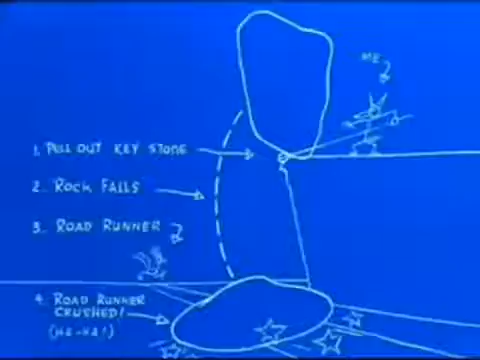 ME
1. PULL OUT KEY STONE
2. ROCK FALLS
3. ROAD RUNNER
4. ROAD RUNNER
CRUSHED!
(HA-HA!)